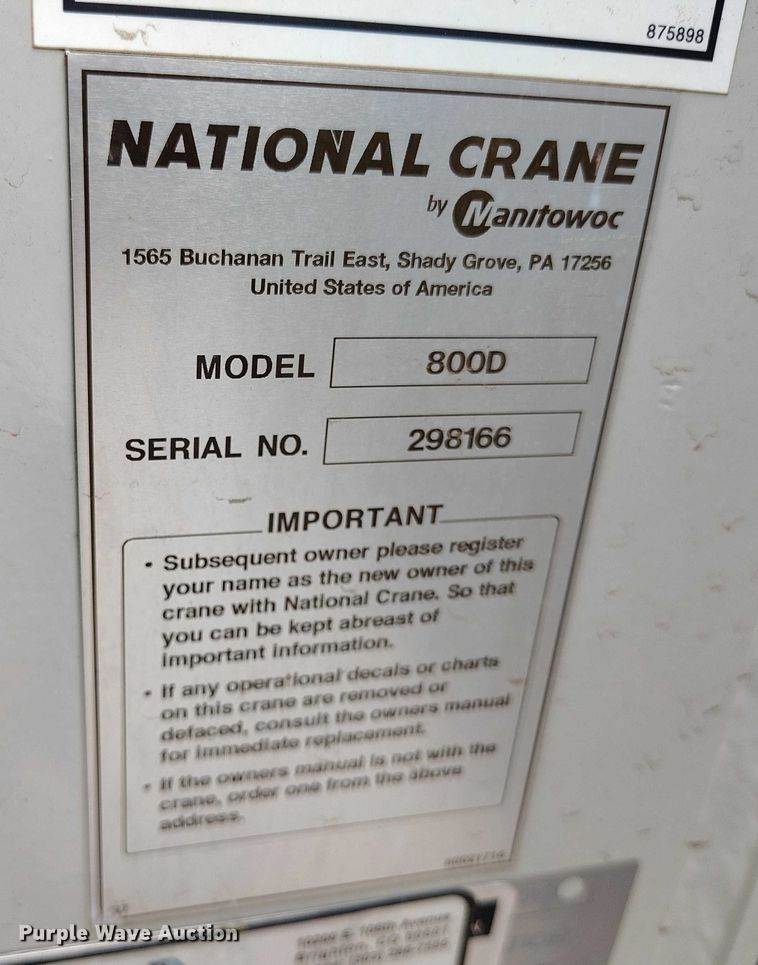 875898
NATIONAL CRANE
by Manitowoc
1565 Buchanan Trail East, Shady Grove, PA 17256
United States of America
MODEL 800D
SERIAL NO. 298166
IMPORTANT
• Subsequent owner please register
your name as the new owner of this
crane with National Crane. So that
you can be kept abreast of
important information.
• If any operational decals or charts
on this crane are removed or
defaced, consult the owners manual
for immediate replacement.
• If the owners manual is not with the
crane, order one from the above
address.
Purple Wave Auction